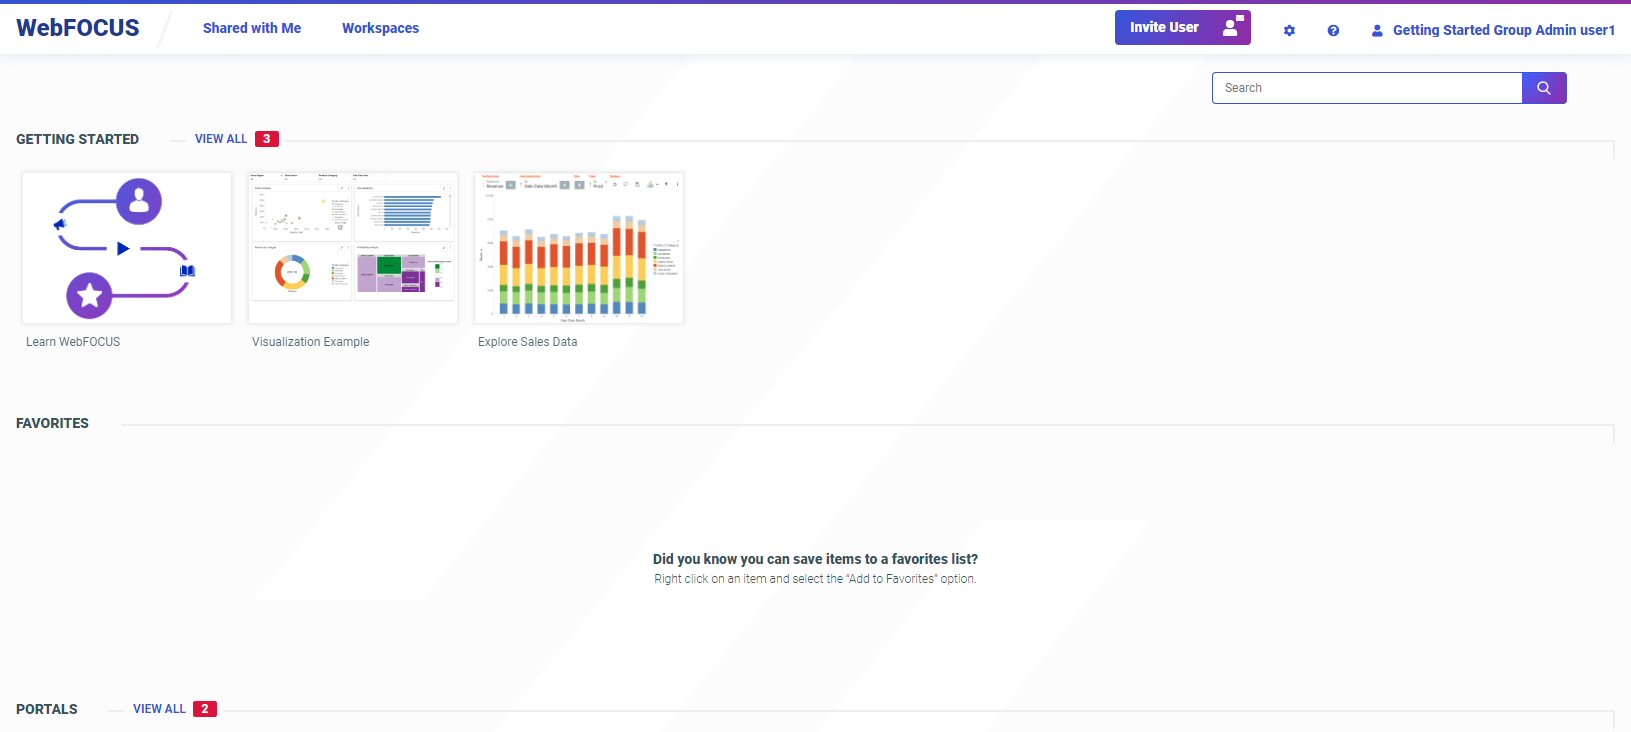 WebFOCUS
Shared with Me
Workspaces
Invite User
Getting Started Group Admin user1
Search
GETTING STARTED
VIEW ALL 3
Learn WebFOCUS
Visualization Example
Explore Sales Data
FAVORITES
Did you know you can save items to a favorites list?
Right click on an item and select the “Add to Favorites” option.
PORTALS
VIEW ALL 2